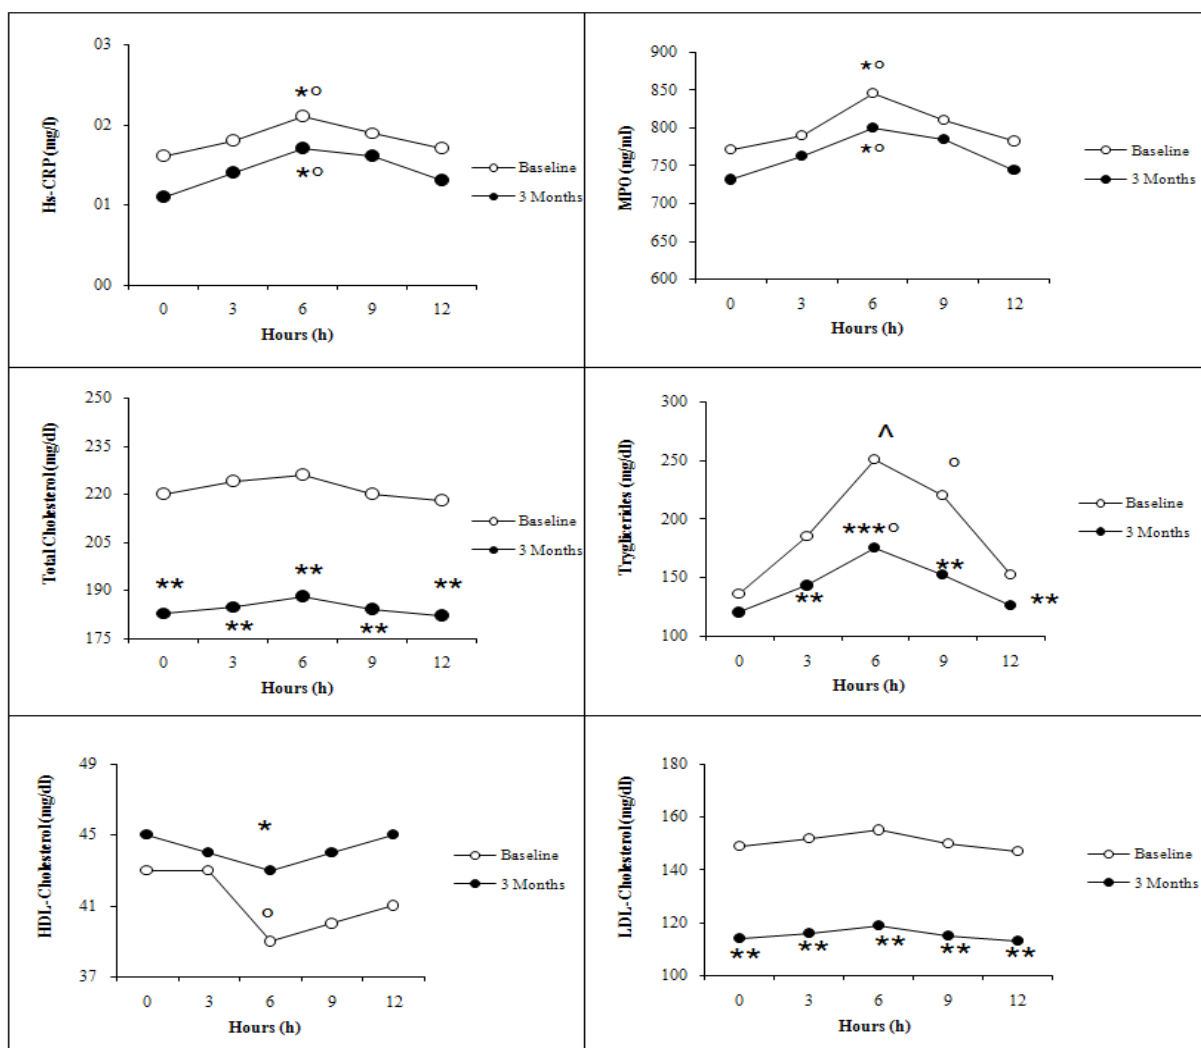 Hs-CRP (mg/l)
03
02
01
00
*°
*°
0 3 6 9 12
Hours (h)
Baseline
3 Months
MPO (ng/ml)
900
850
800
750
700
650
600
*°
*°
0 3 6 9 12
Hours (h)
Baseline
3 Months
Total Cholesterol (mg/dl)
250
235
220
205
190
175
** ** **
** **
0 3 6 9 12
Hours (h)
Baseline
3 Months
Tryglicerides (mg/dl)
300
250
200
150
100
^
°
***°
**
** **
0 3 6 9 12
Hours (h)
Baseline
3 Months
HDL-Cholesterol (mg/dl)
49
45
41
37
*
°
0 3 6 9 12
Hours (h)
Baseline
3 Months
LDL-Cholesterol (mg/dl)
180
160
140
120
100
** ** ** ** **
0 3 6 9 12
Hours (h)
Baseline
3 Months